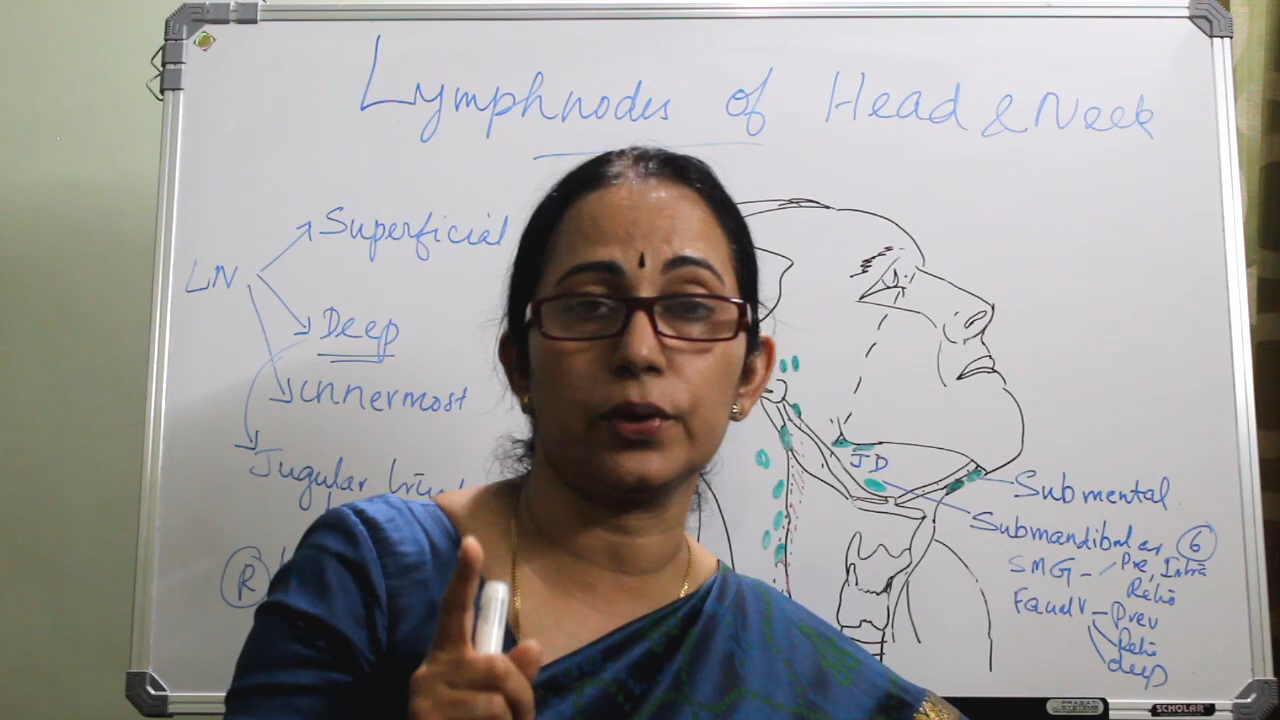 Lymphnodes of Head & Neck
Superficial
LN
Deep
innermost
Jugular
R
JD
Submental
Submandibular 6
SMG - Pre, Intra
Retro
Facial V - Prev
Retro
deep
SCHOLAR